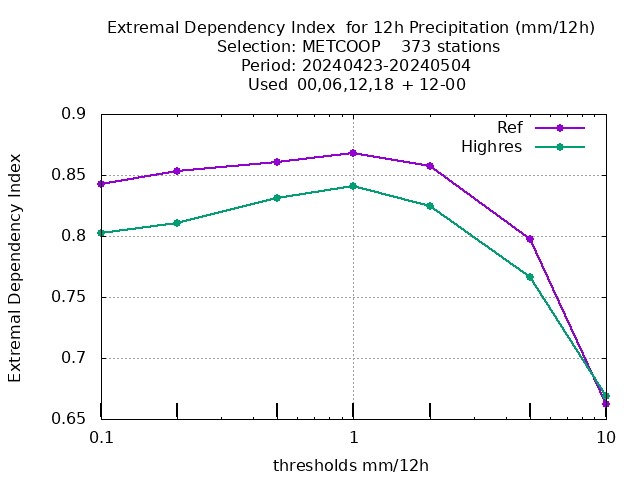 Extremal Dependency Index  for 12h Precipitation (mm/12h)
Selection: METCOOP    373 stations
Period: 20240423-20240504
Used  00,06,12,18  + 12-00
Ref
Highres
0.9
0.85
0.8
0.75
0.7
0.65
Extremal Dependency Index
0.1
1
10
thresholds mm/12h